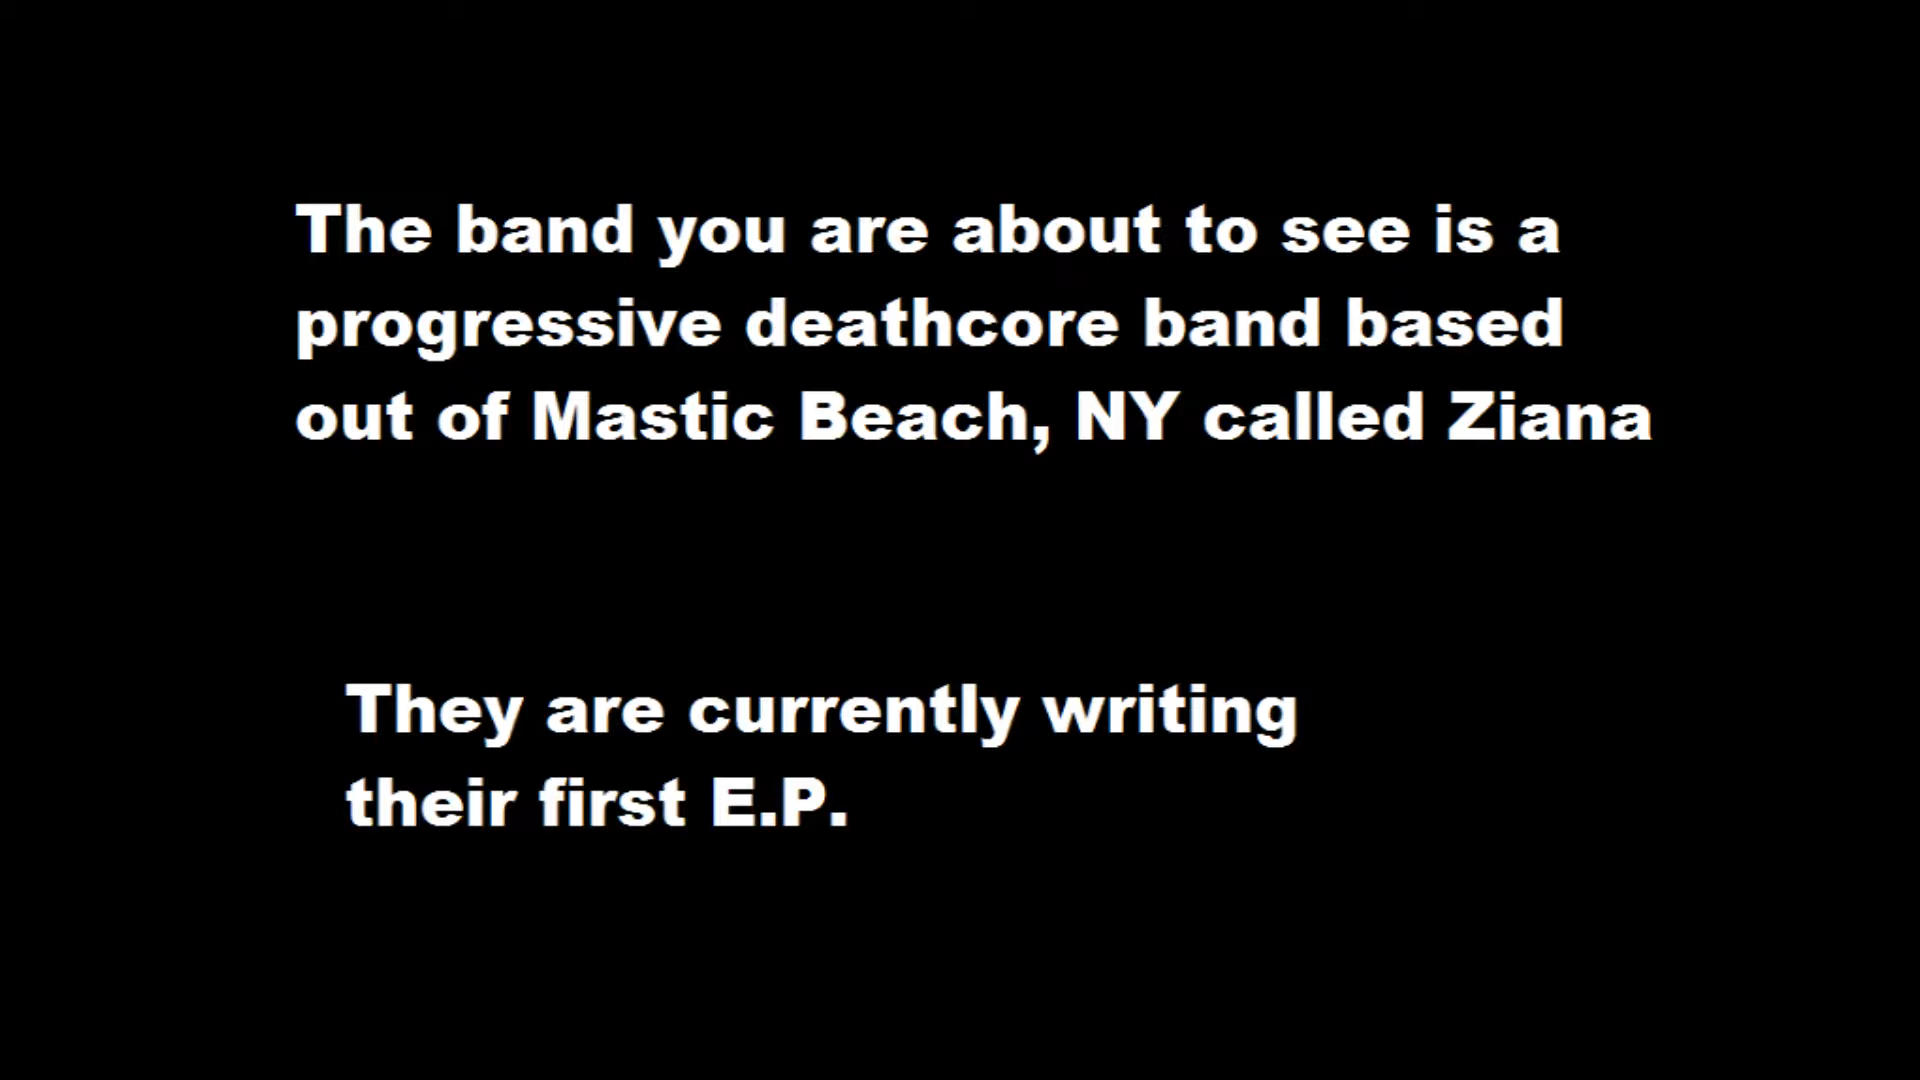 The band you are about to see is a
progressive deathcore band based
out of Mastic Beach, NY called Ziana
They are currently writing
their first E.P.